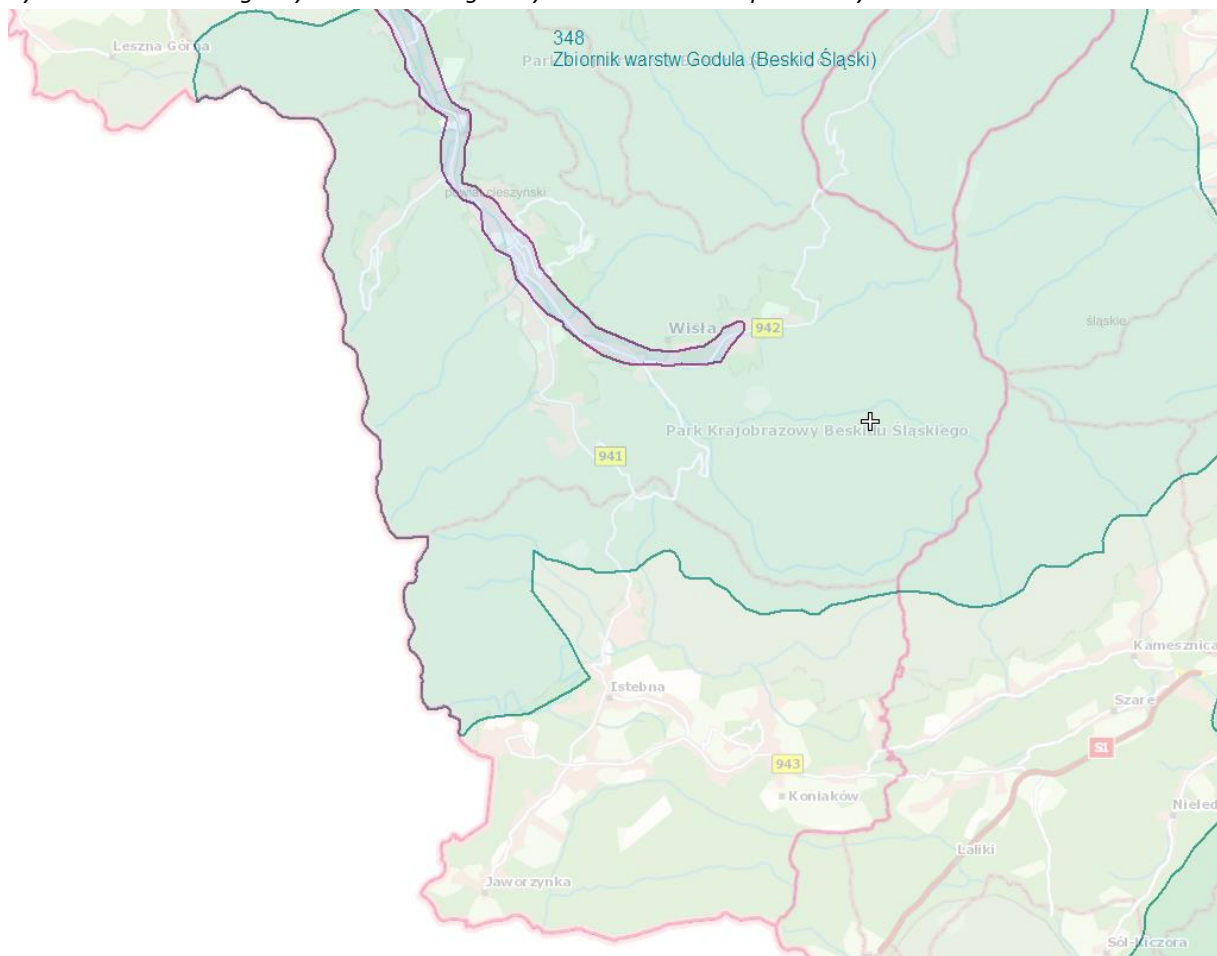 348
Zbiornik warstw Godula (Beskid Śląski)
Leszna Górna
powiat cieszyński
Wisła
942
śląskie
Park Krajobrazowy Beskidu Śląskiego
941
Kamesznica
Istebna
Szare
S1
943
Koniaków
Nieled
Laliki
Jaworzynka
Sól-Kiczora